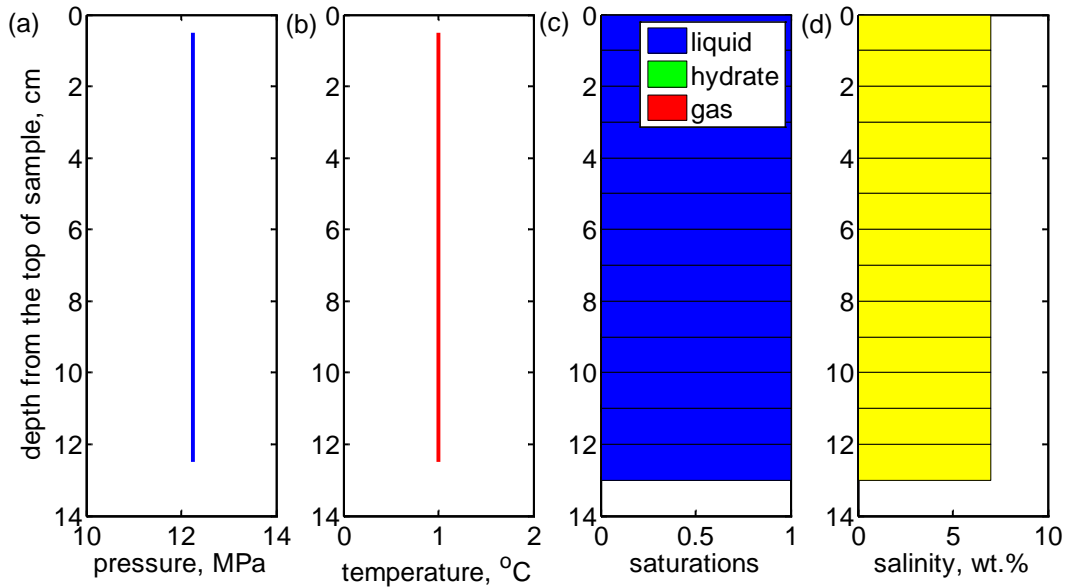 (a)
depth from the top of sample, cm
0
2
4
6
8
10
12
14
10 12 14
pressure, MPa
(b)
0
2
4
6
8
10
12
14
0 1 2
temperature, °C
(c)
0
2
4
6
8
10
12
14
liquid
hydrate
gas
0 0.5 1
saturations
(d)
0
2
4
6
8
10
12
14
0 5 10
salinity, wt.%